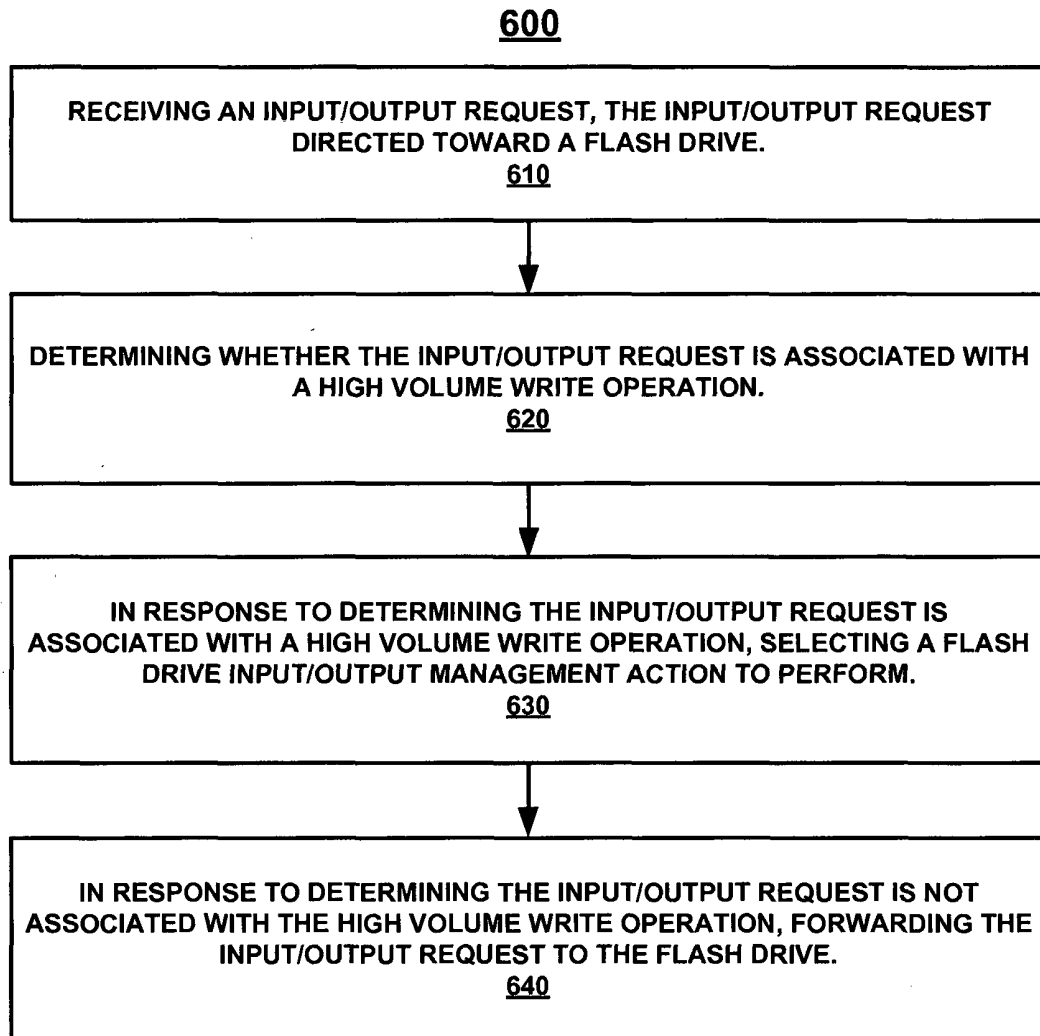 600
RECEIVING AN INPUT/OUTPUT REQUEST, THE INPUT/OUTPUT REQUEST
DIRECTED TOWARD A FLASH DRIVE.
610
DETERMINING WHETHER THE INPUT/OUTPUT REQUEST IS ASSOCIATED WITH
A HIGH VOLUME WRITE OPERATION.
620
IN RESPONSE TO DETERMINING THE INPUT/OUTPUT REQUEST IS
ASSOCIATED WITH A HIGH VOLUME WRITE OPERATION, SELECTING A FLASH
DRIVE INPUT/OUTPUT MANAGEMENT ACTION TO PERFORM.
630
IN RESPONSE TO DETERMINING THE INPUT/OUTPUT REQUEST IS NOT
ASSOCIATED WITH THE HIGH VOLUME WRITE OPERATION, FORWARDING THE
INPUT/OUTPUT REQUEST TO THE FLASH DRIVE.
640